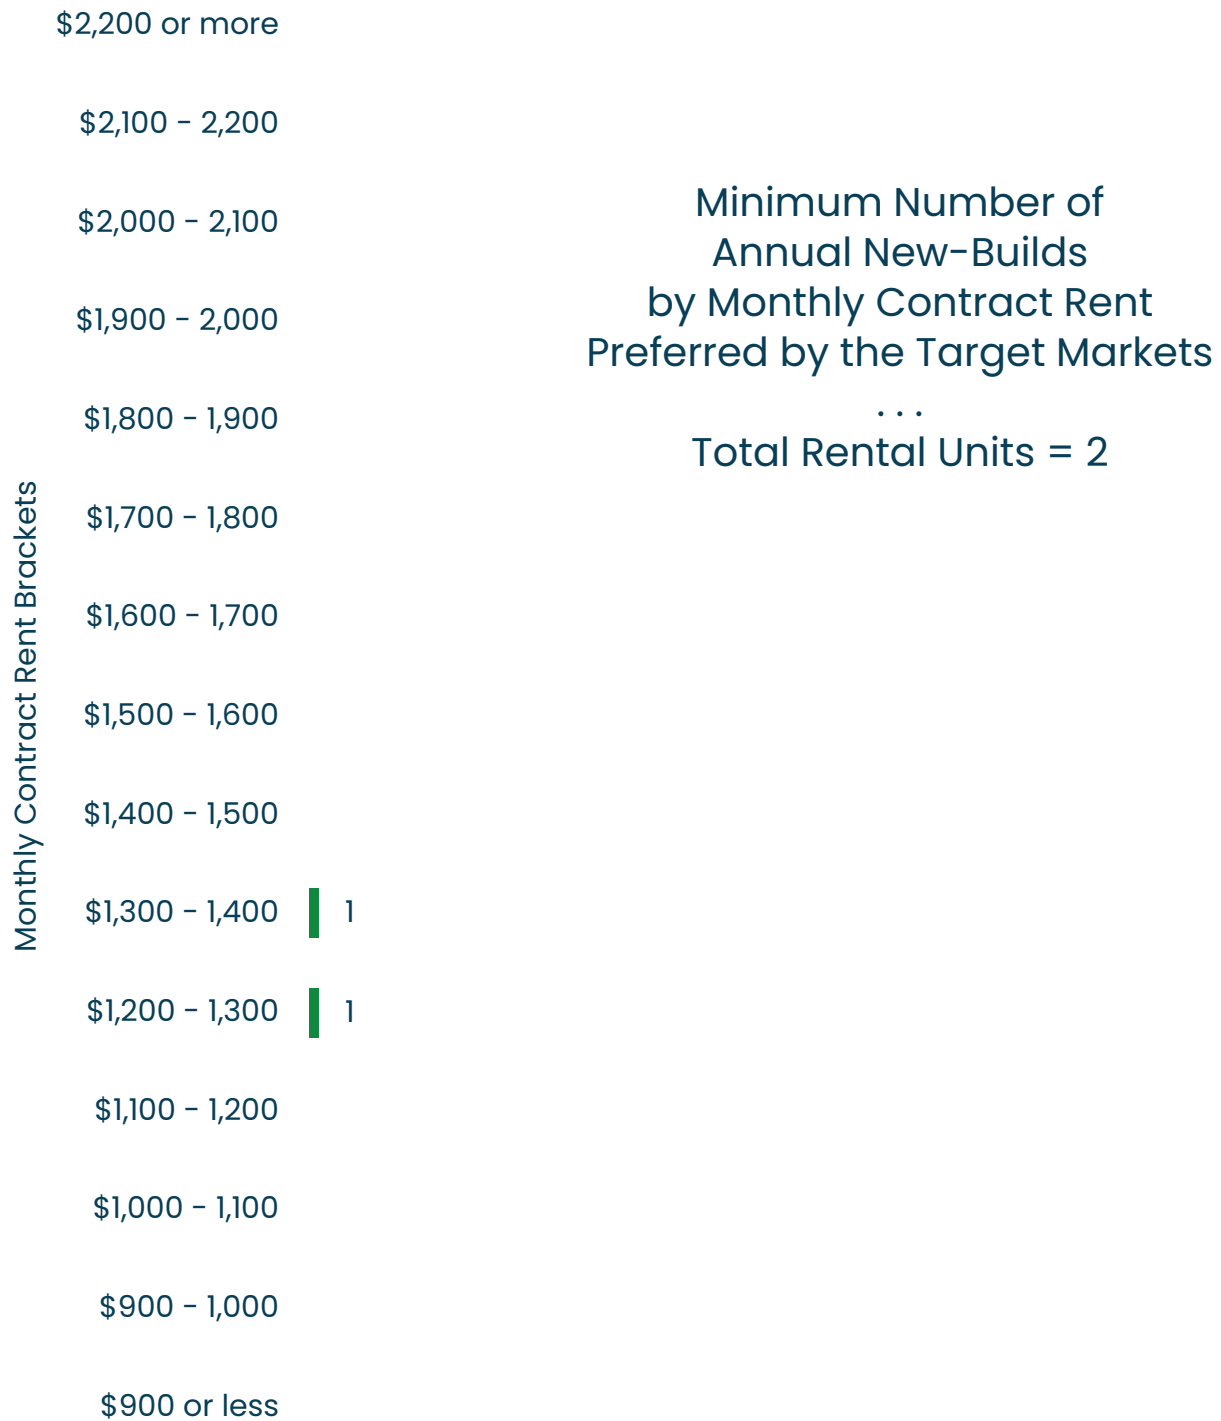 $2,200 or more
$2,100 - 2,200
$2,000 - 2,100
$1,900 - 2,000
$1,800 - 1,900
$1,700 - 1,800
$1,600 - 1,700
$1,500 - 1,600
$1,400 - 1,500
$1,300 - 1,400 1
$1,200 - 1,300 1
$1,100 - 1,200
$1,000 - 1,100
$900 - 1,000
$900 or less
Monthly Contract Rent Brackets
Minimum Number of
Annual New-Builds
by Monthly Contract Rent
Preferred by the Target Markets
. . .
Total Rental Units = 2